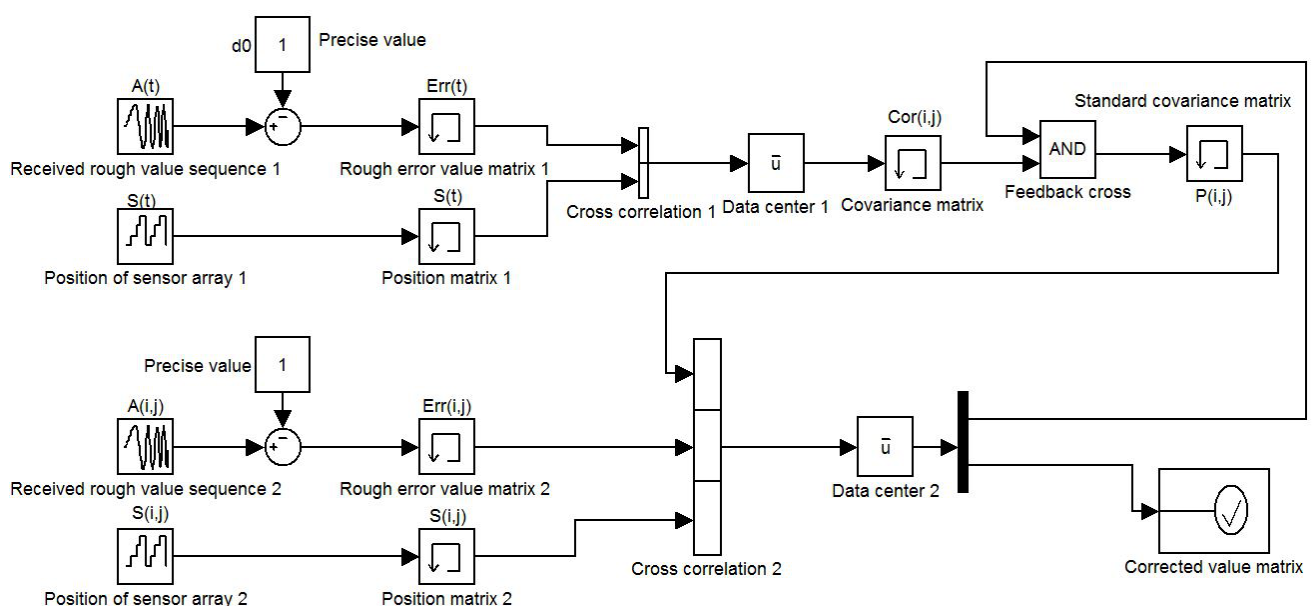 d0
1
Precise value
A(t)
+
−
Err(t)
Received rough value sequence 1
Rough error value matrix 1
S(t)
S(t)
Position of sensor array 1
Position matrix 1
Cross correlation 1
u̅
Data center 1
Cor(i,j)
Covariance matrix
AND
Feedback cross
Standard covariance matrix
P(i,j)
Precise value
1
A(i,j)
+
−
Err(i,j)
Received rough value sequence 2
Rough error value matrix 2
S(i,j)
S(i,j)
Position of sensor array 2
Position matrix 2
Cross correlation 2
u̅
Data center 2
Corrected value matrix